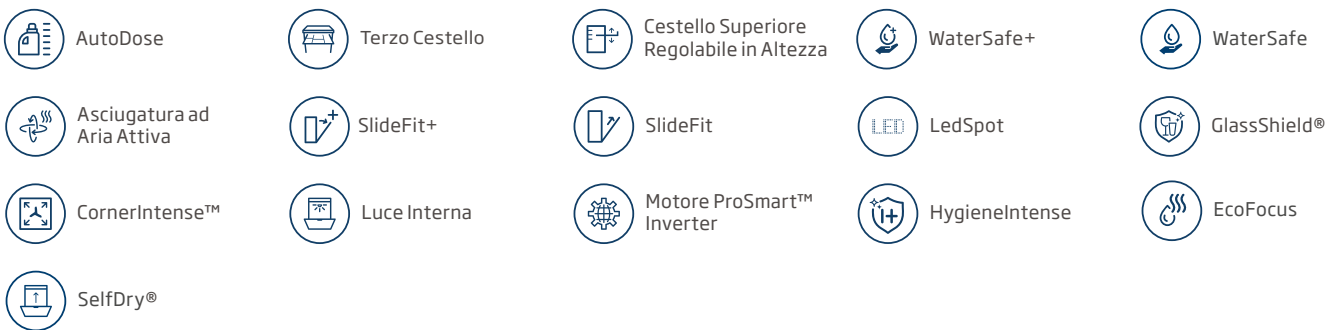 AutoDose
Terzo Cestello
Cestello Superiore
Regolabile in Altezza
WaterSafe+
WaterSafe
Asciugatura ad
Aria Attiva
SlideFit+
SlideFit
LED
LedSpot
GlassShield®
CornerIntense™
Luce Interna
Motore ProSmart™
Inverter
I+
HygieneIntense
EcoFocus
SelfDry®